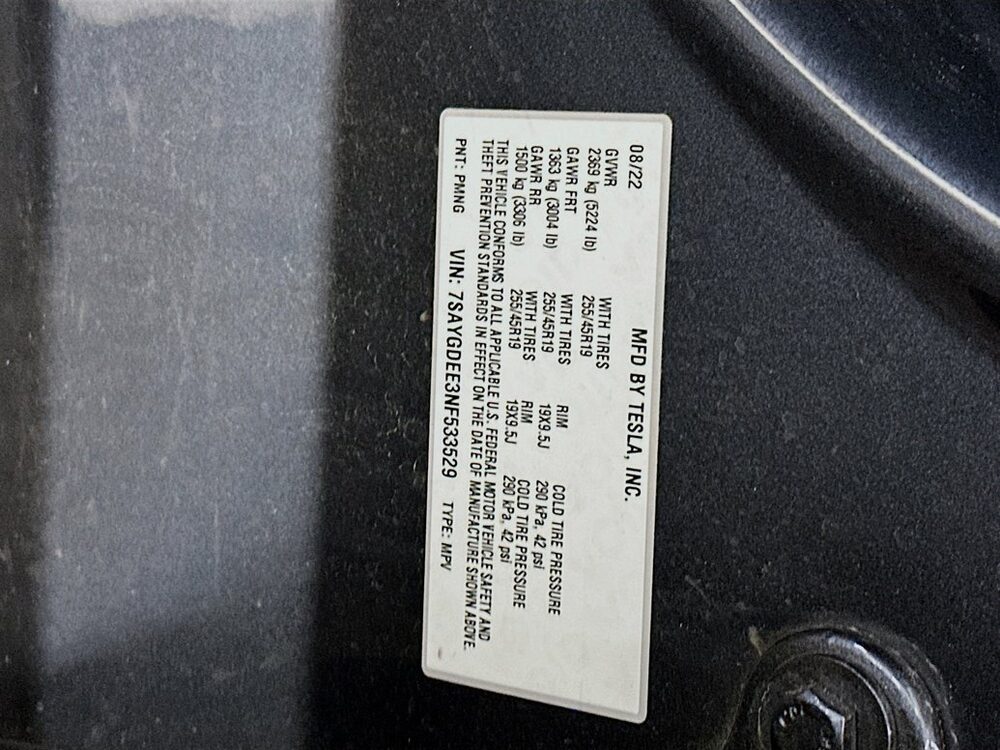 08/22 MFD BY TESLA, INC.
GVWR
2369 kg (5224 lb) WITH TIRES
255/45R19
GAWR FRT
1363 kg (3004 lb) WITH TIRES RIM COLD TIRE PRESSURE
255/45R19 19X9.5J 290 kPa, 42 psi
GAWR RR
1500 kg (3306 lb) WITH TIRES RIM COLD TIRE PRESSURE
255/45R19 19X9.5J 290 kPa, 42 psi
THIS VEHICLE CONFORMS TO ALL APPLICABLE U.S. FEDERAL MOTOR VEHICLE SAFETY AND
THEFT PREVENTION STANDARDS IN EFFECT ON THE DATE OF MANUFACTURE SHOWN ABOVE.
PNT: PMNG VIN: 7SAYGDEE3NF533529 TYPE: MPV